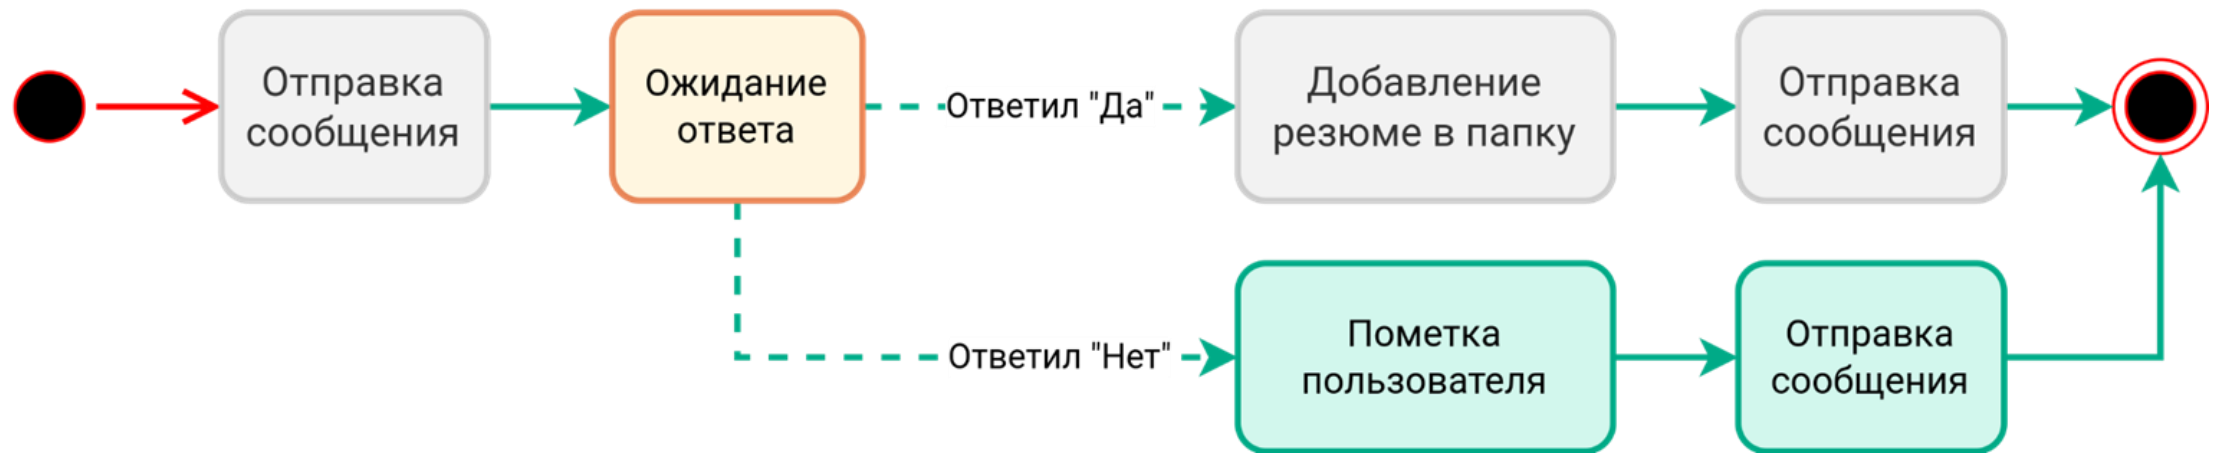 Отправка
сообщения
Ожидание
ответа
Ответил "Да"
Добавление
резюме в папку
Отправка
сообщения
Ответил "Нет"
Пометка
пользователя
Отправка
сообщения